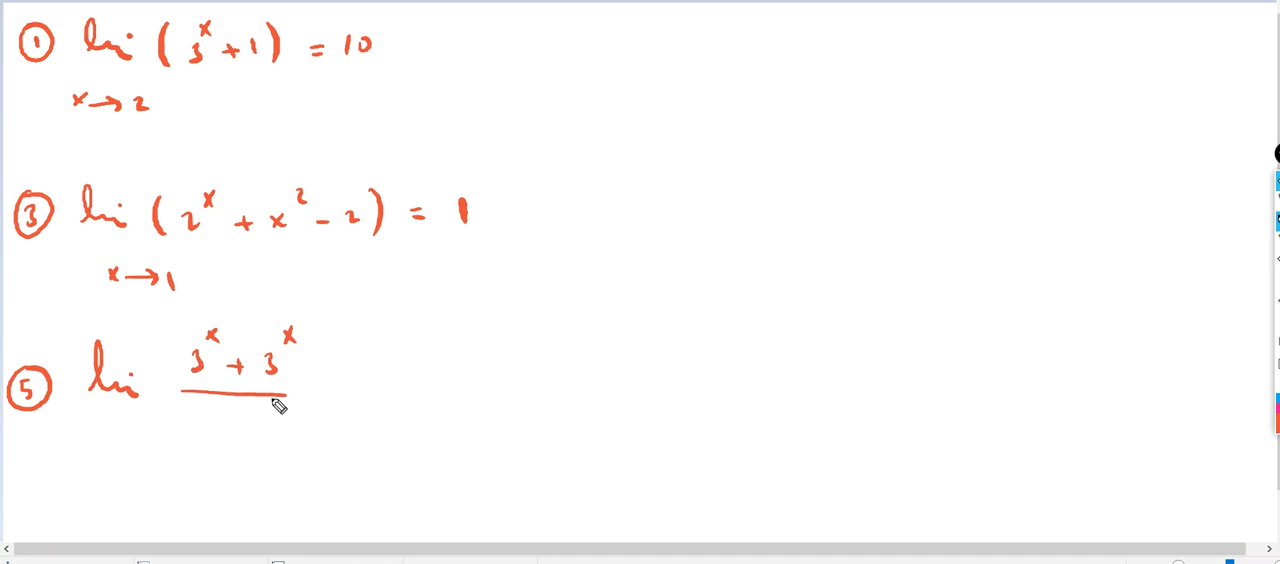 ① lim (3^x + 1) = 10
x → 2
③ lim (2^x + x^2 - 2) = 1
x → 1
3^x + 3^x
⑤ lim